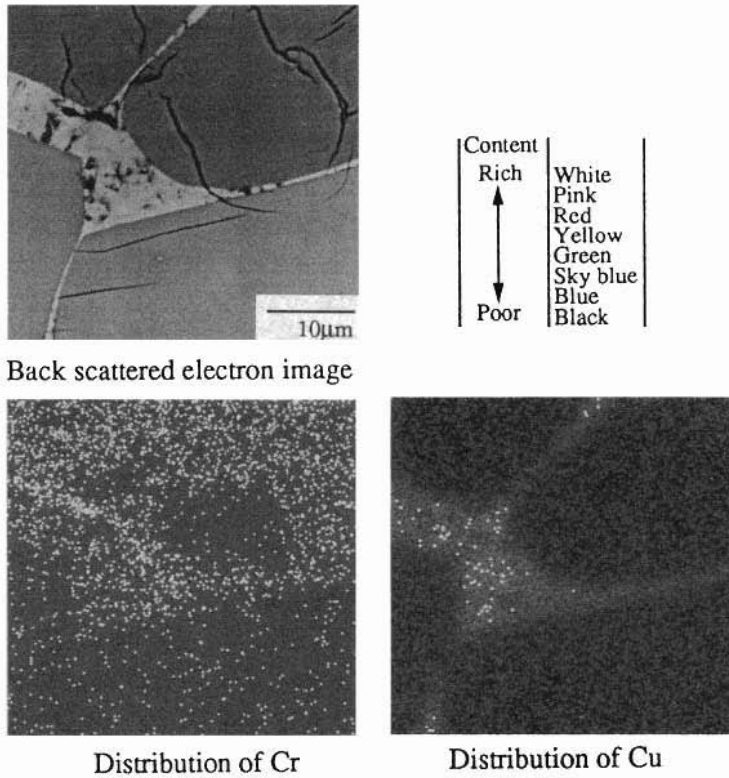 Content
Rich
Poor
White
Pink
Red
Yellow
Green
Sky blue
Blue
Black
10μm
Back scattered electron image
Distribution of Cr
Distribution of Cu